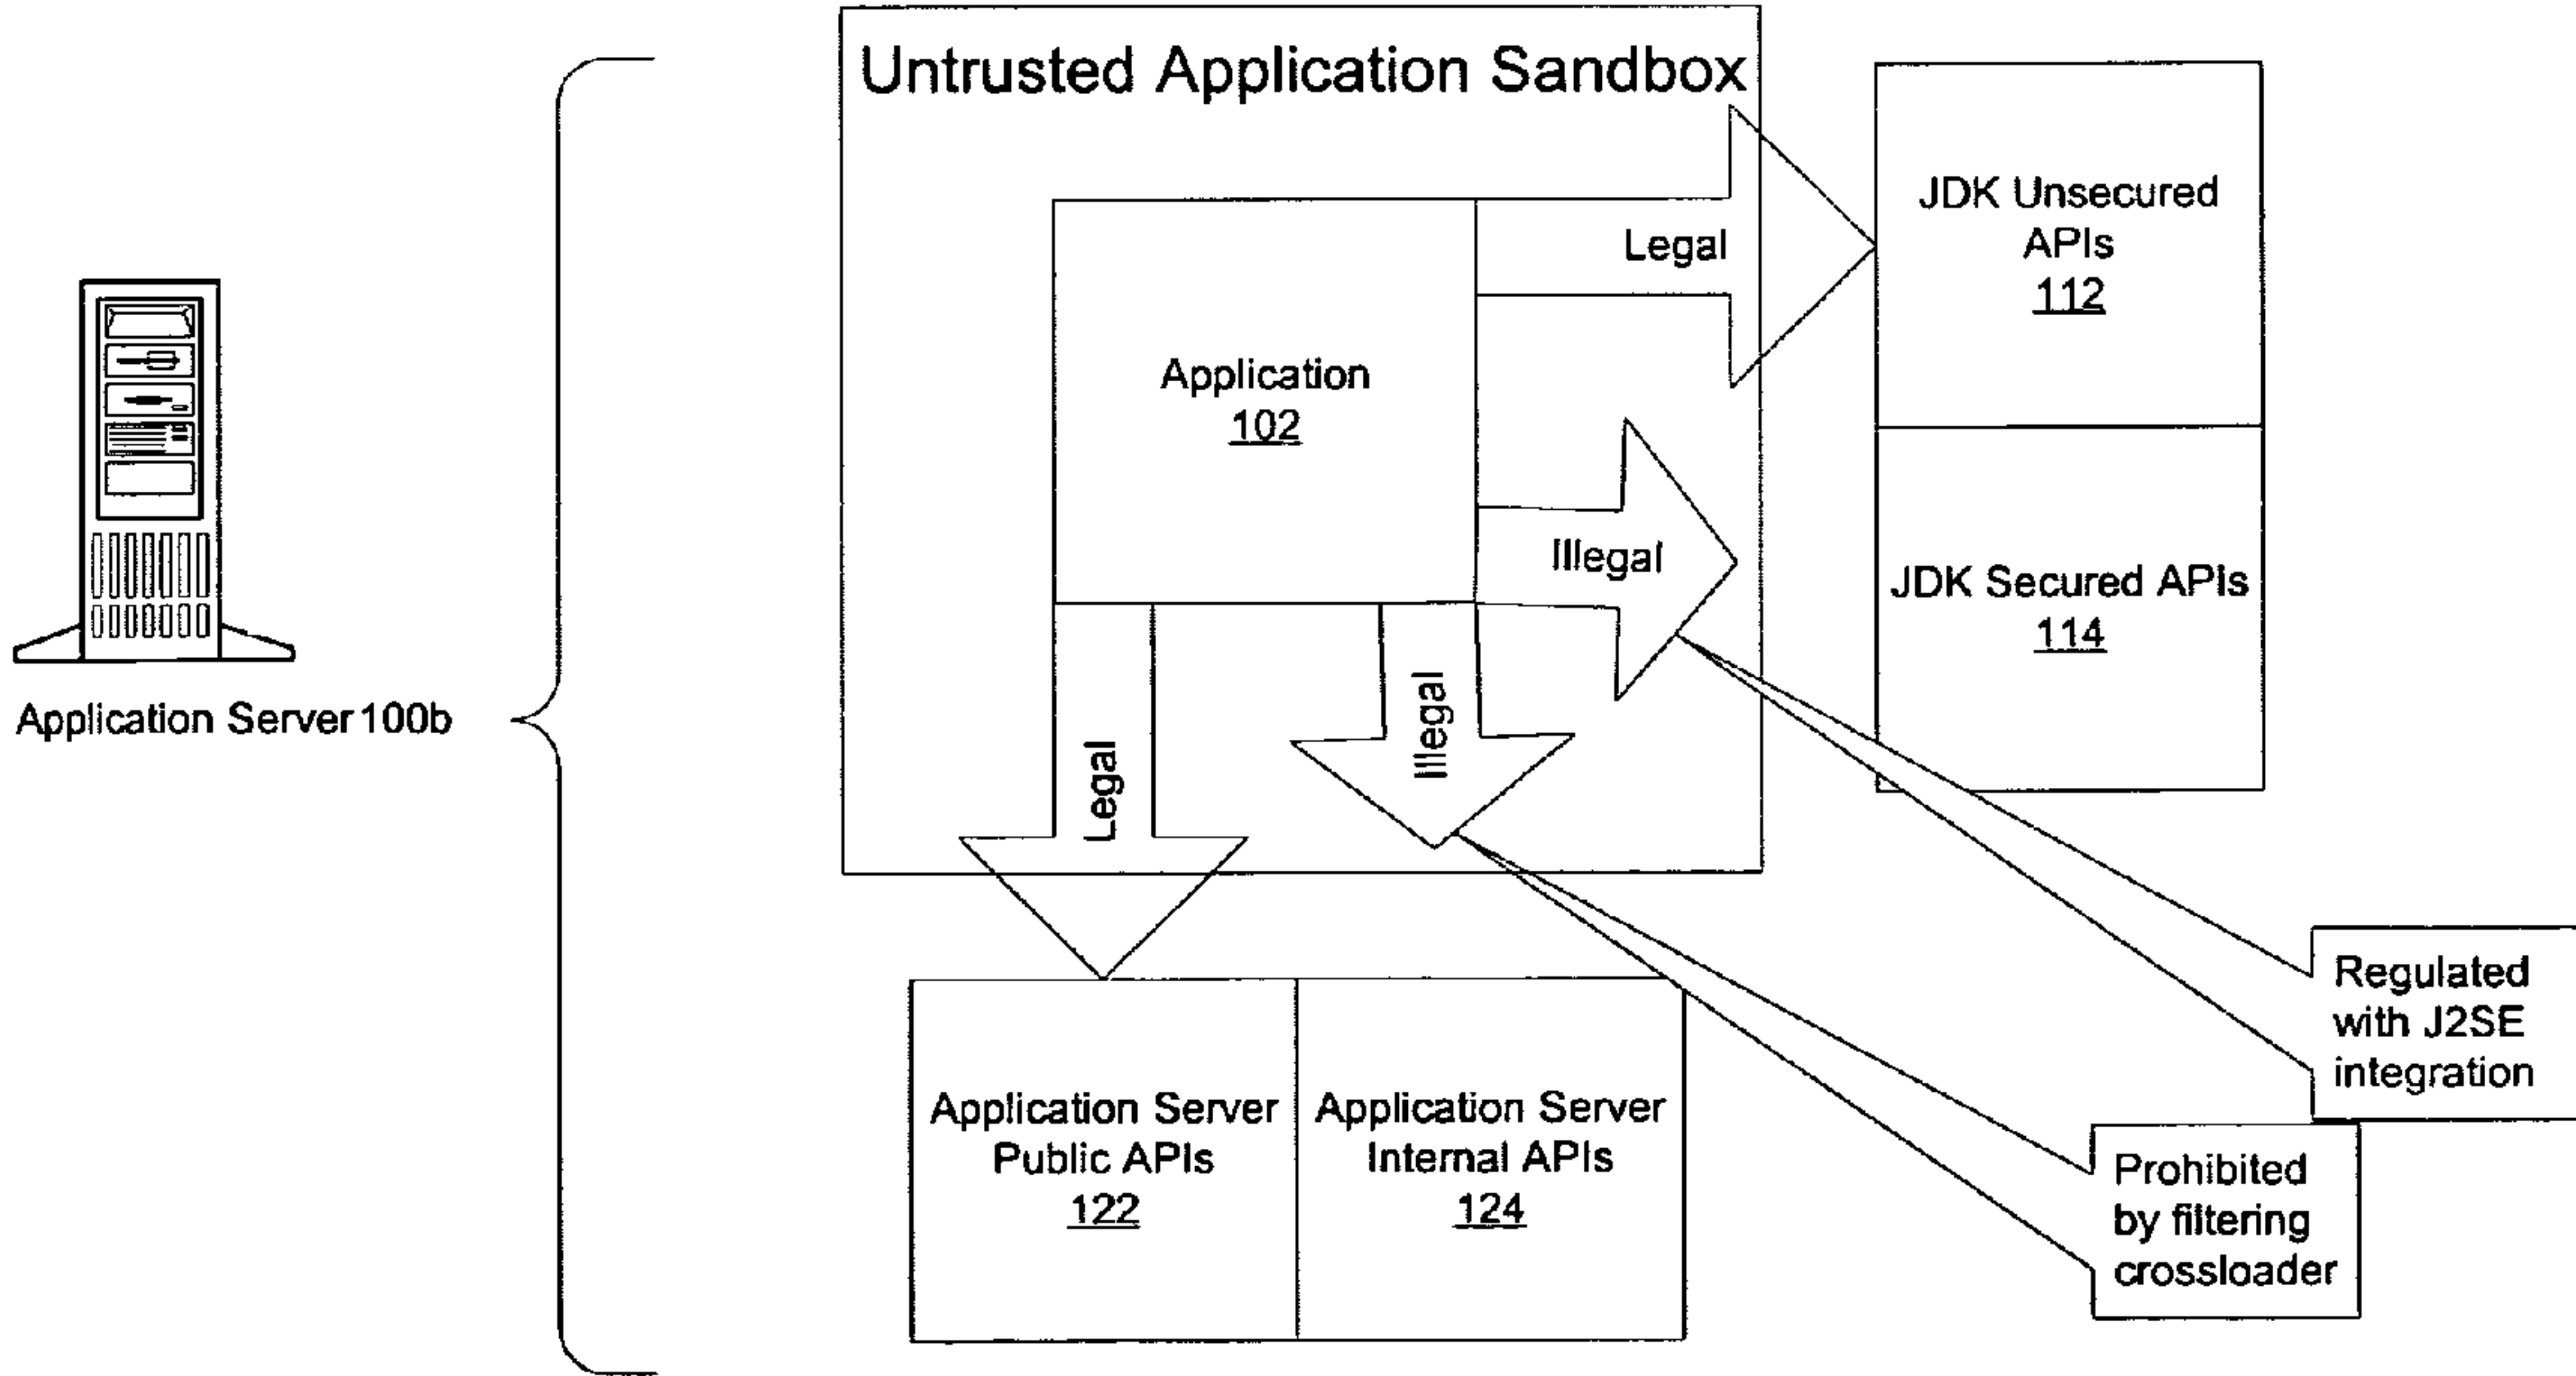 Untrusted Application Sandbox
JDK Unsecured
APIs
112
Legal
Application
102
Illegal
JDK Secured APIs
114
Application Server 100b
Legal
Illegal
Regulated
with J2SE
integration
Application Server
Public APIs
122
Application Server
Internal APIs
124
Prohibited
by filtering
crossloader